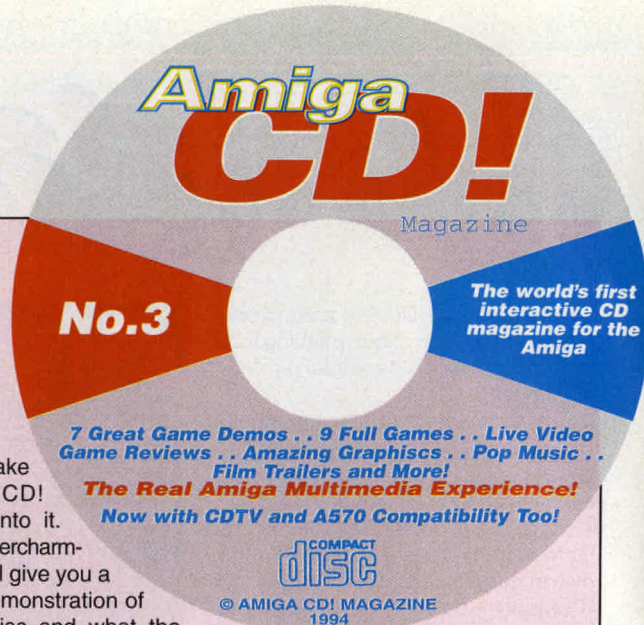 Amiga
CD!
Magazine
No.3
The world's first
interactive CD
magazine for the
Amiga
7 Great Game Demos . . 9 Full Games . . Live Video
Game Reviews . . Amazing Graphiscs . . Pop Music . .
Film Trailers and More!
The Real Amiga Multimedia Experience!
Now with CDTV and A570 Compatibility Too!
COMPACT
disc
© AMIGA CD! MAGAZINE
1994
ake
CD!
nto it.
ercharm-
l give you a
monstration of
and what the